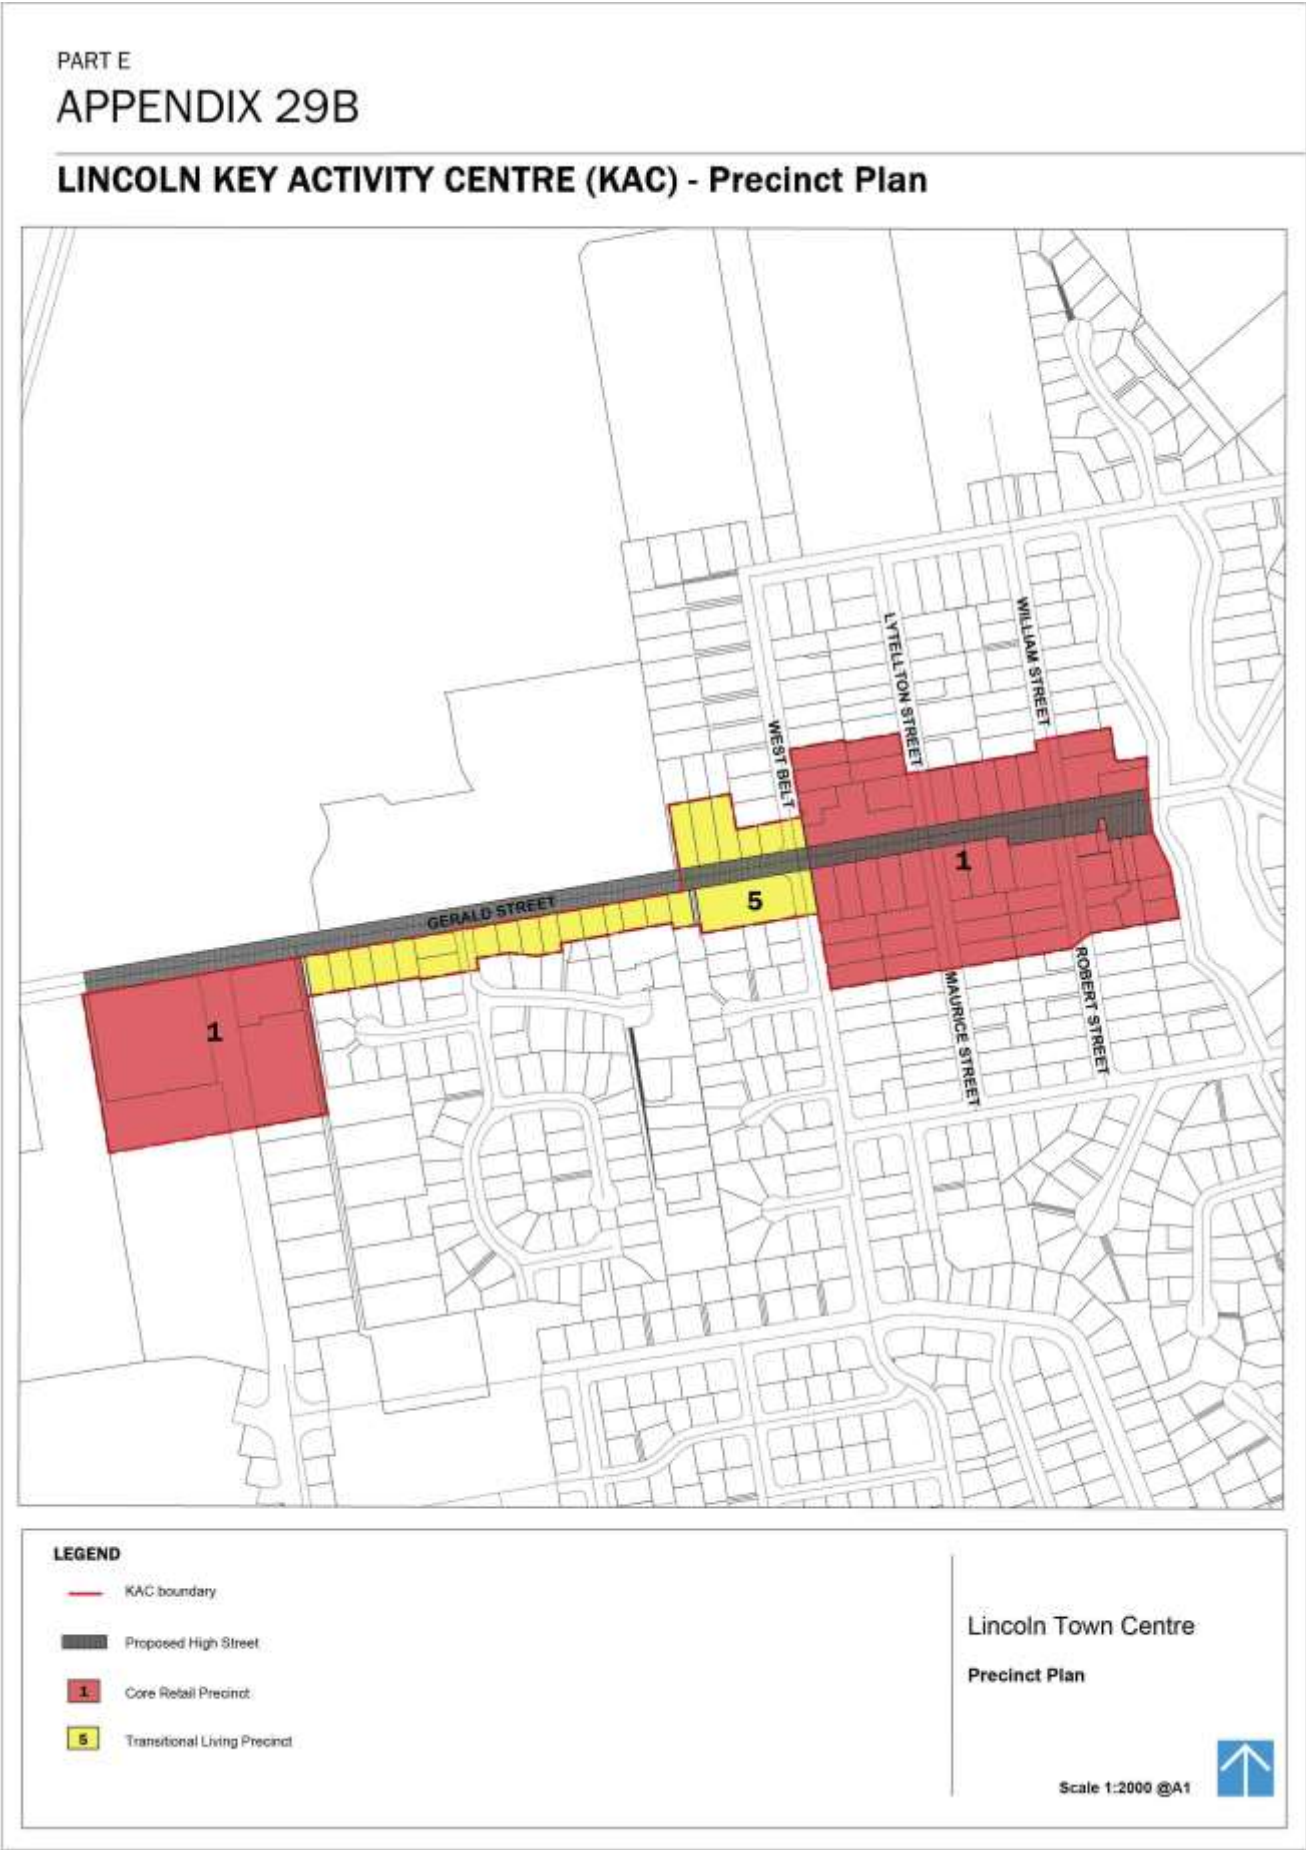 PART E
APPENDIX 29B
LINCOLN KEY ACTIVITY CENTRE (KAC) - Precinct Plan
WILLIAM STREET
LYTELLTON STREET
WEST BELT
1
5
GERALD STREET
1
ROBERT STREET
MAURICE STREET
LEGEND
KAC boundary
Proposed High Street
1 Core Retail Precinct
5 Transitional Living Precinct
Lincoln Town Centre
Precinct Plan
Scale 1:2000 @A1